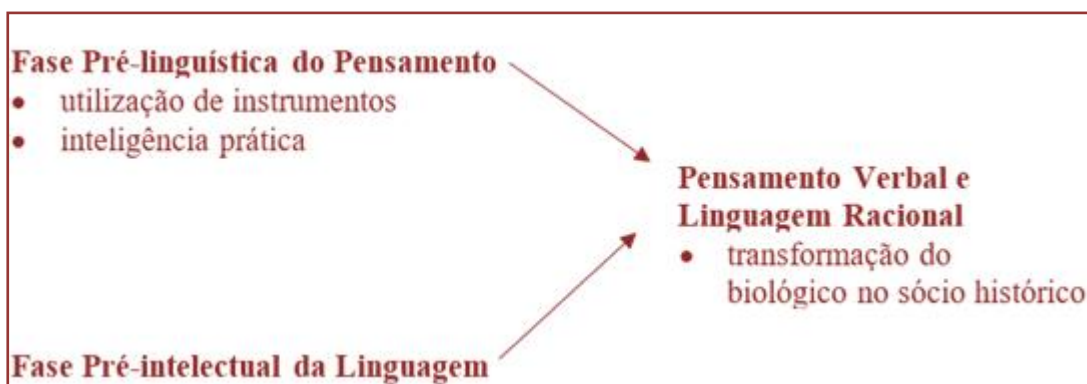 Fase Pré-linguística do Pensamento
• utilização de instrumentos
• inteligência prática
Pensamento Verbal e
Linguagem Racional
• transformação do
biológico no sócio histórico
Fase Pré-intelectual da Linguagem